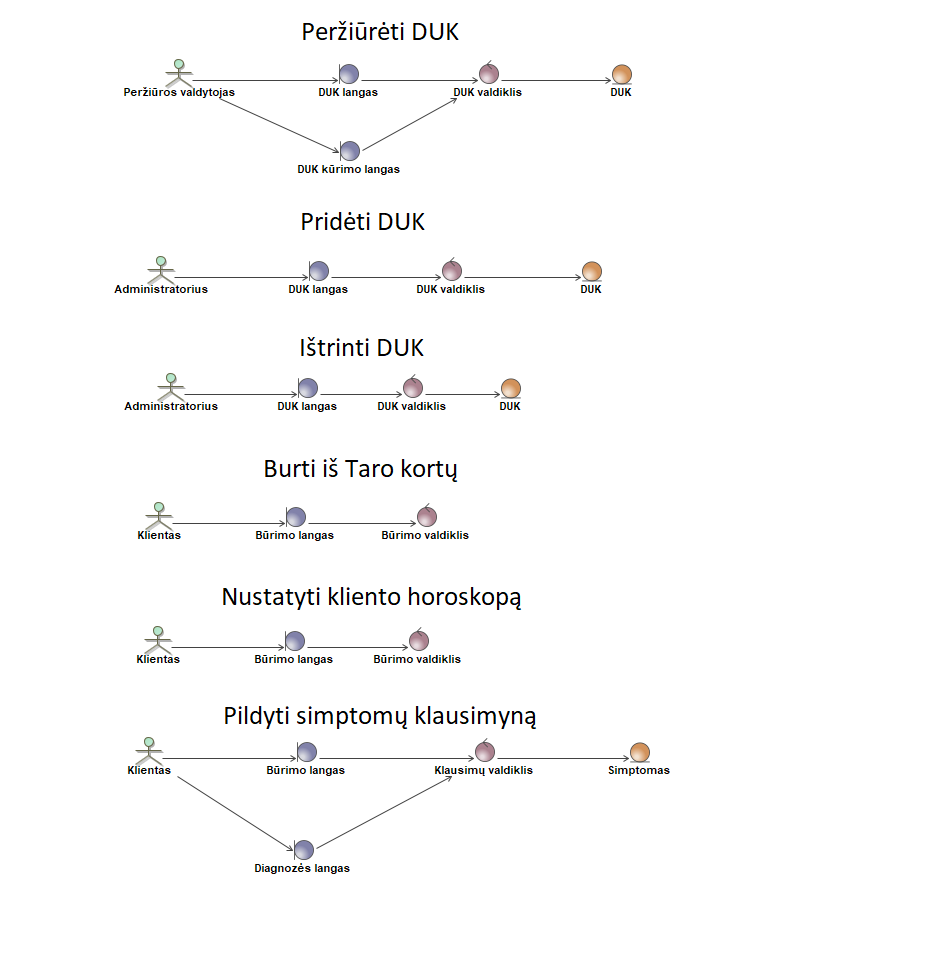 Peržiūrėti DUK
Peržiūros valdytojas
DUK langas
DUK valdiklis
DUK
DUK kūrimo langas
Pridėti DUK
Administratorius
DUK langas
DUK valdiklis
DUK
Ištrinti DUK
Administratorius
DUK langas
DUK valdiklis
DUK
Burti iš Taro kortų
Klientas
Būrimo langas
Būrimo valdiklis
Nustatyti kliento horoskopą
Klientas
Būrimo langas
Būrimo valdiklis
Pildyti simptomų klausimyną
Klientas
Būrimo langas
Klausimų valdiklis
Simptomas
Diagnozės langas